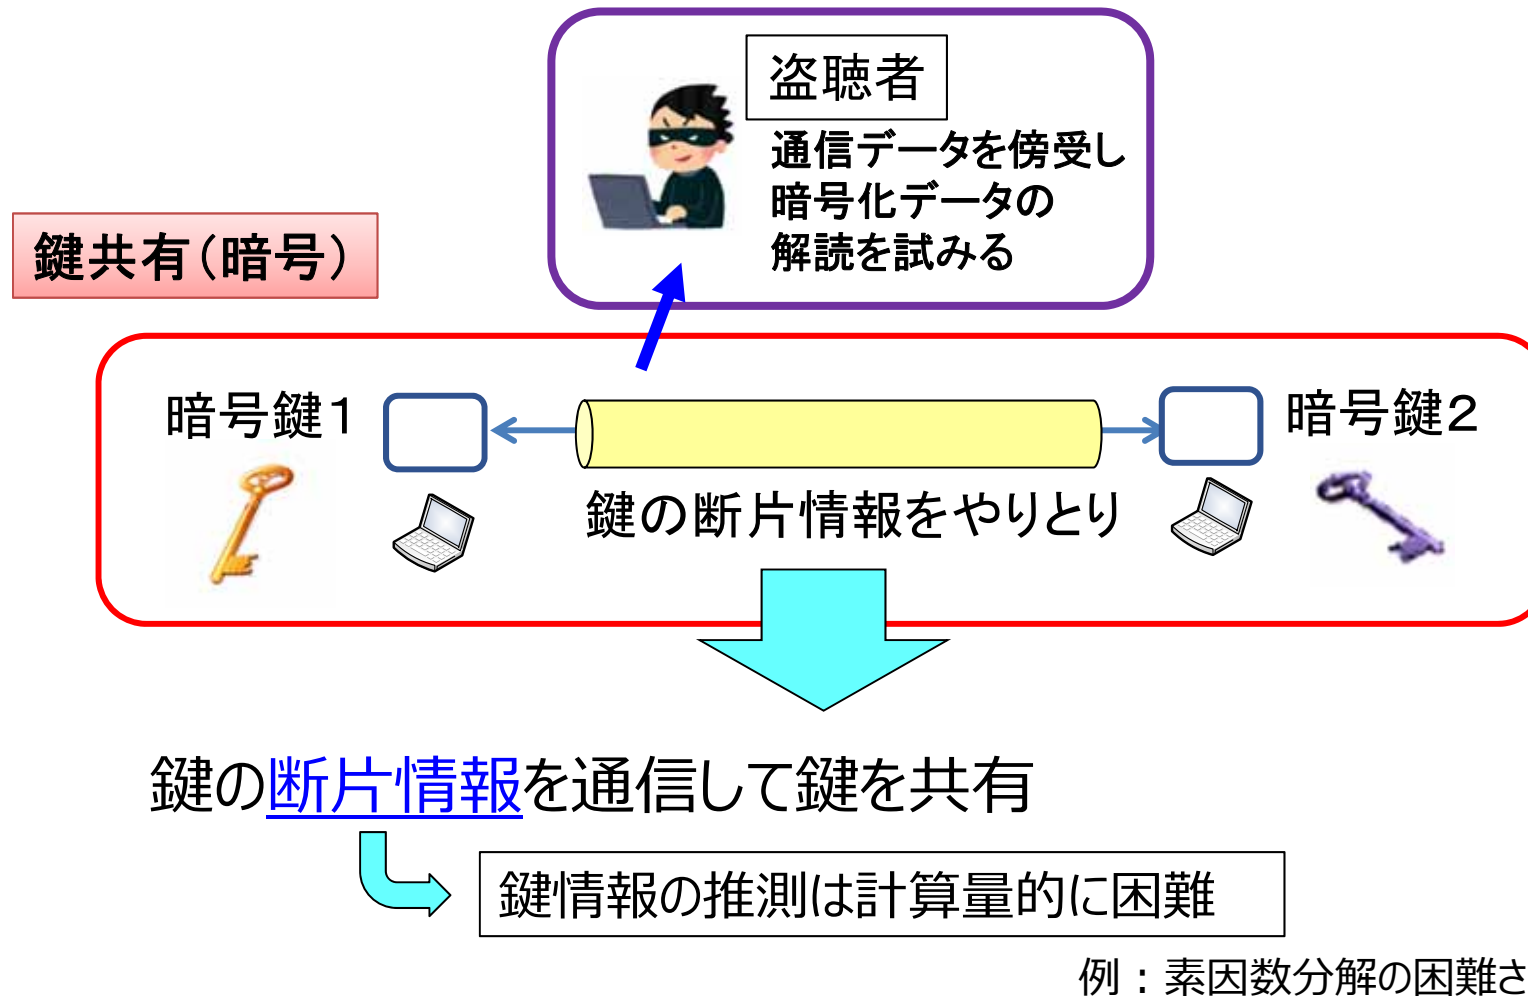 盗聴者
通信データを傍受し
暗号化データの
解読を試みる
鍵共有(暗号)
暗号鍵1
暗号鍵2
鍵の断片情報をやりとり
鍵の断片情報を通信して鍵を共有
鍵情報の推測は計算量的に困難
例：素因数分解の困難さ